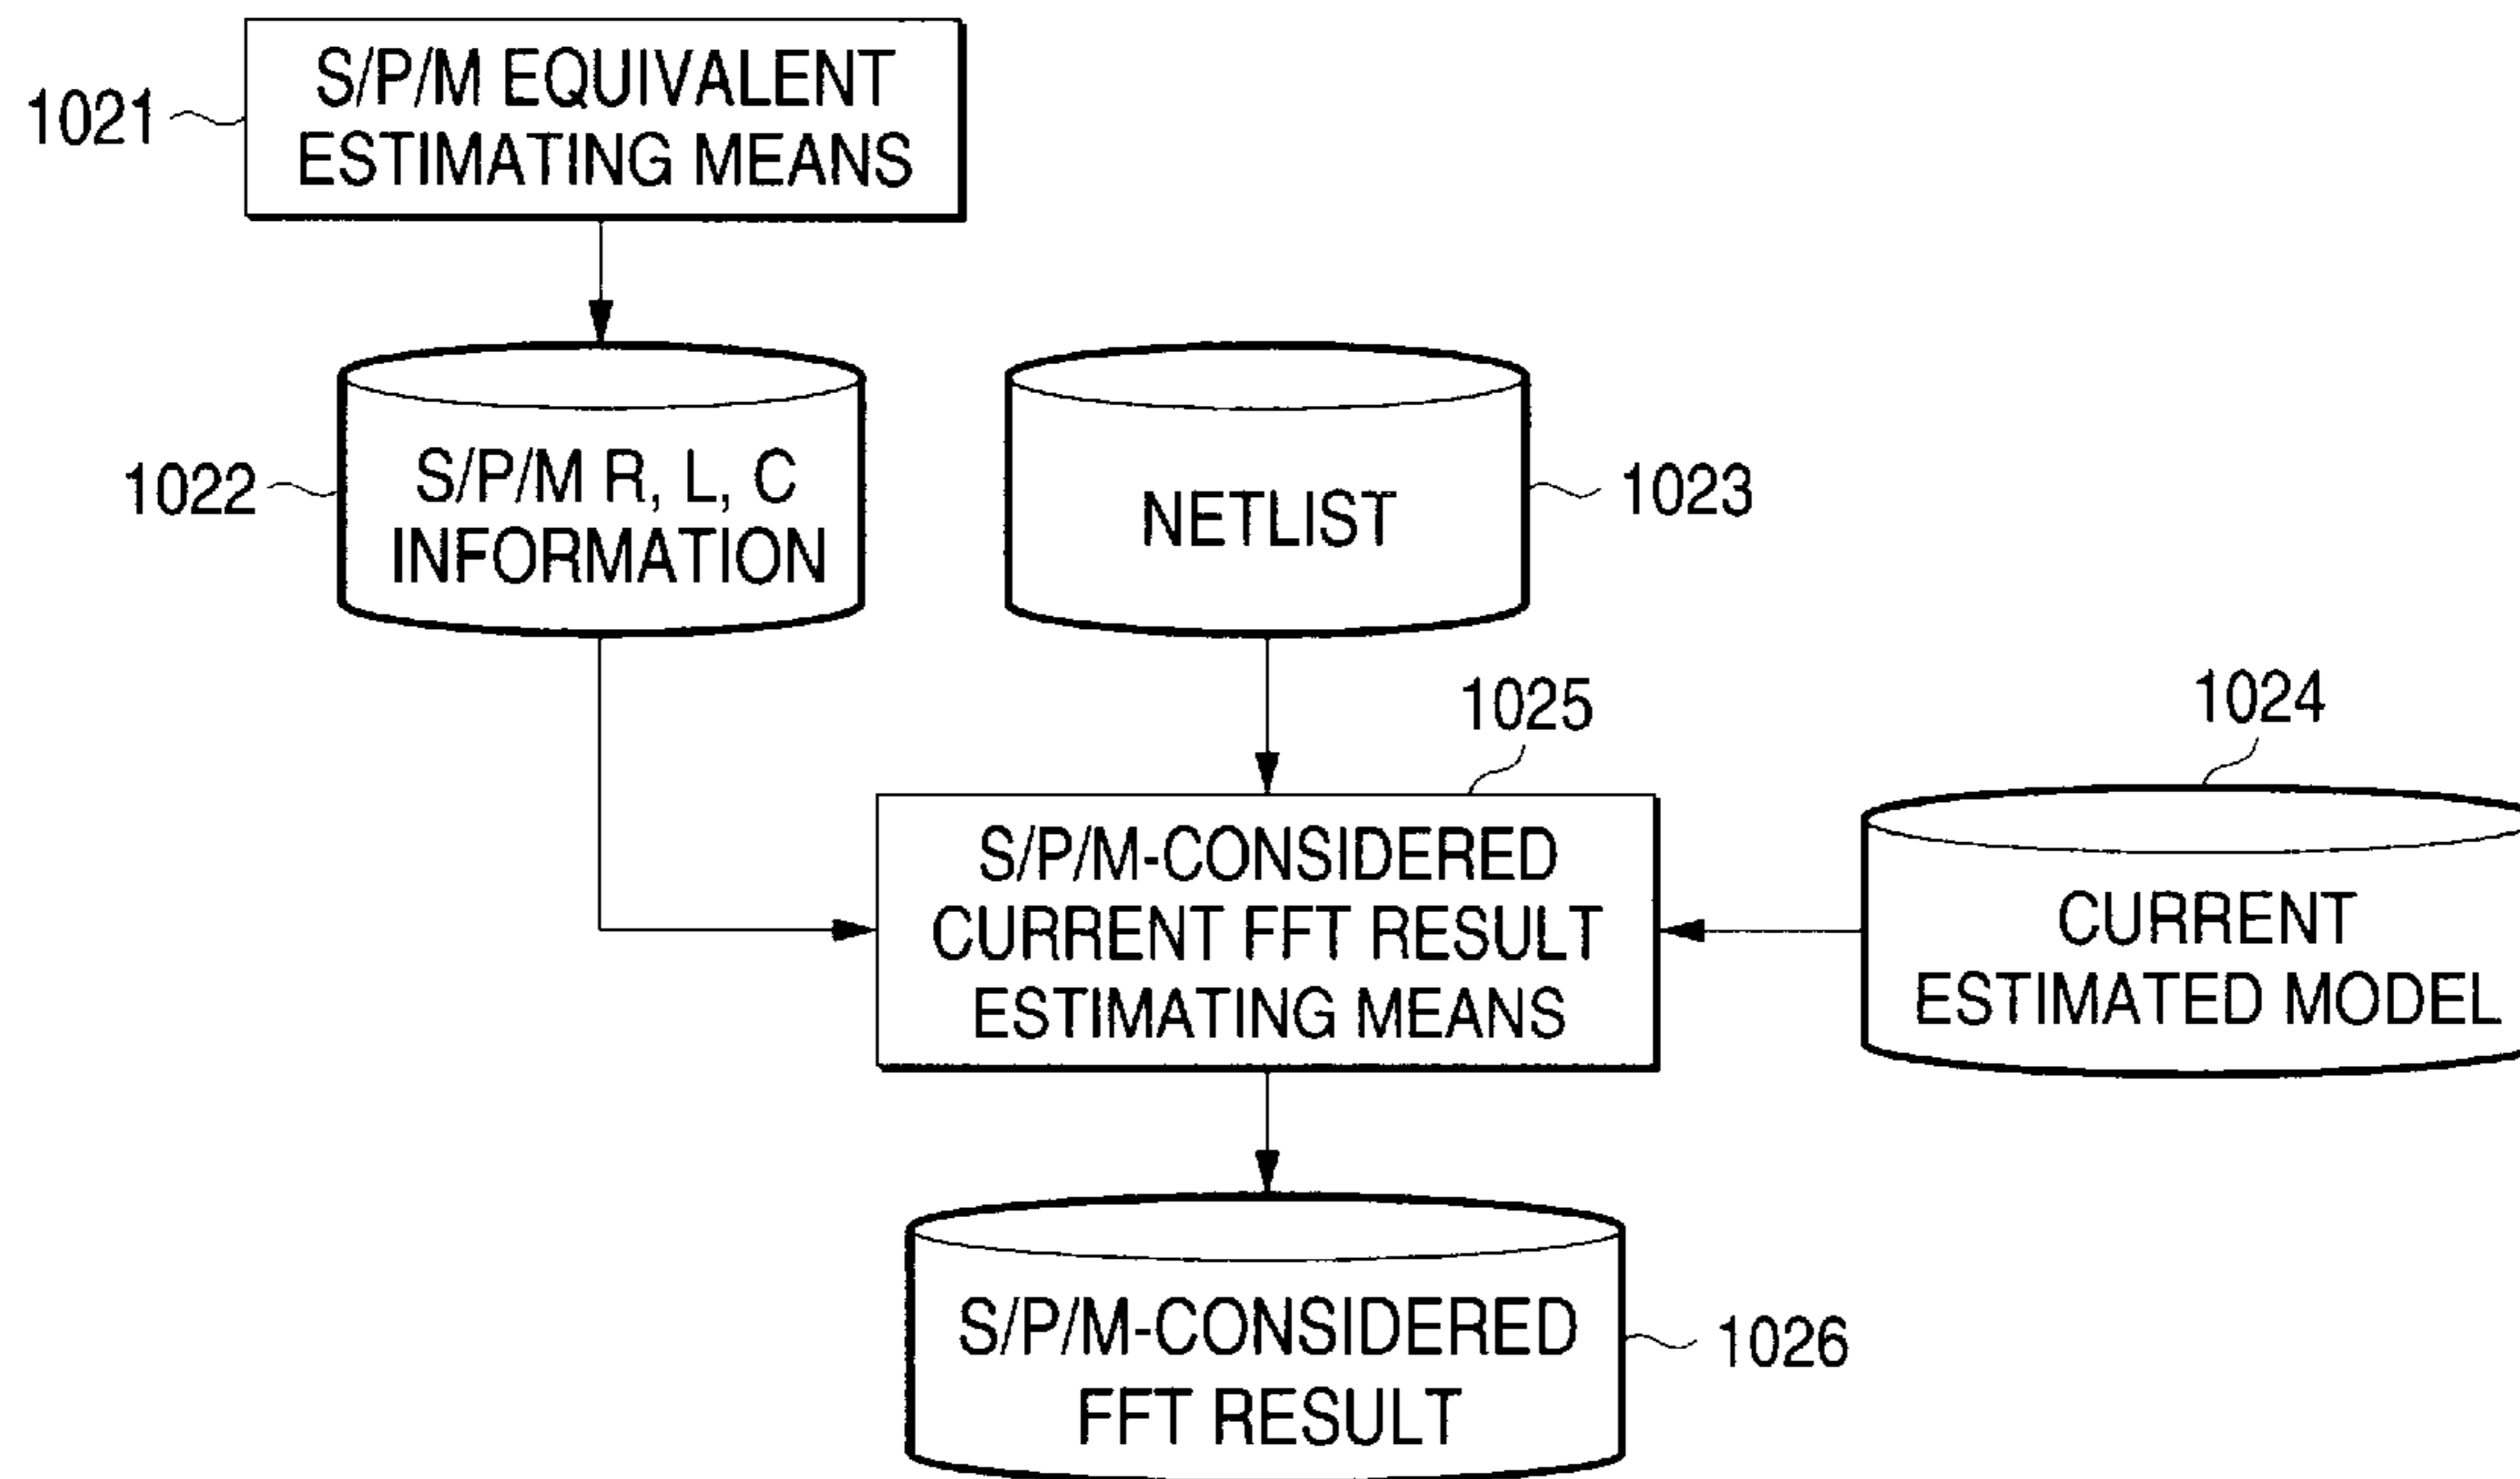 S/P/M EQUIVALENT
ESTIMATING MEANS
1021
S/P/M R, L, C
INFORMATION
1022
NETLIST
1023
1025
1024
S/P/M-CONSIDERED
CURRENT FFT RESULT
ESTIMATING MEANS
CURRENT
ESTIMATED MODEL
S/P/M-CONSIDERED
FFT RESULT
1026